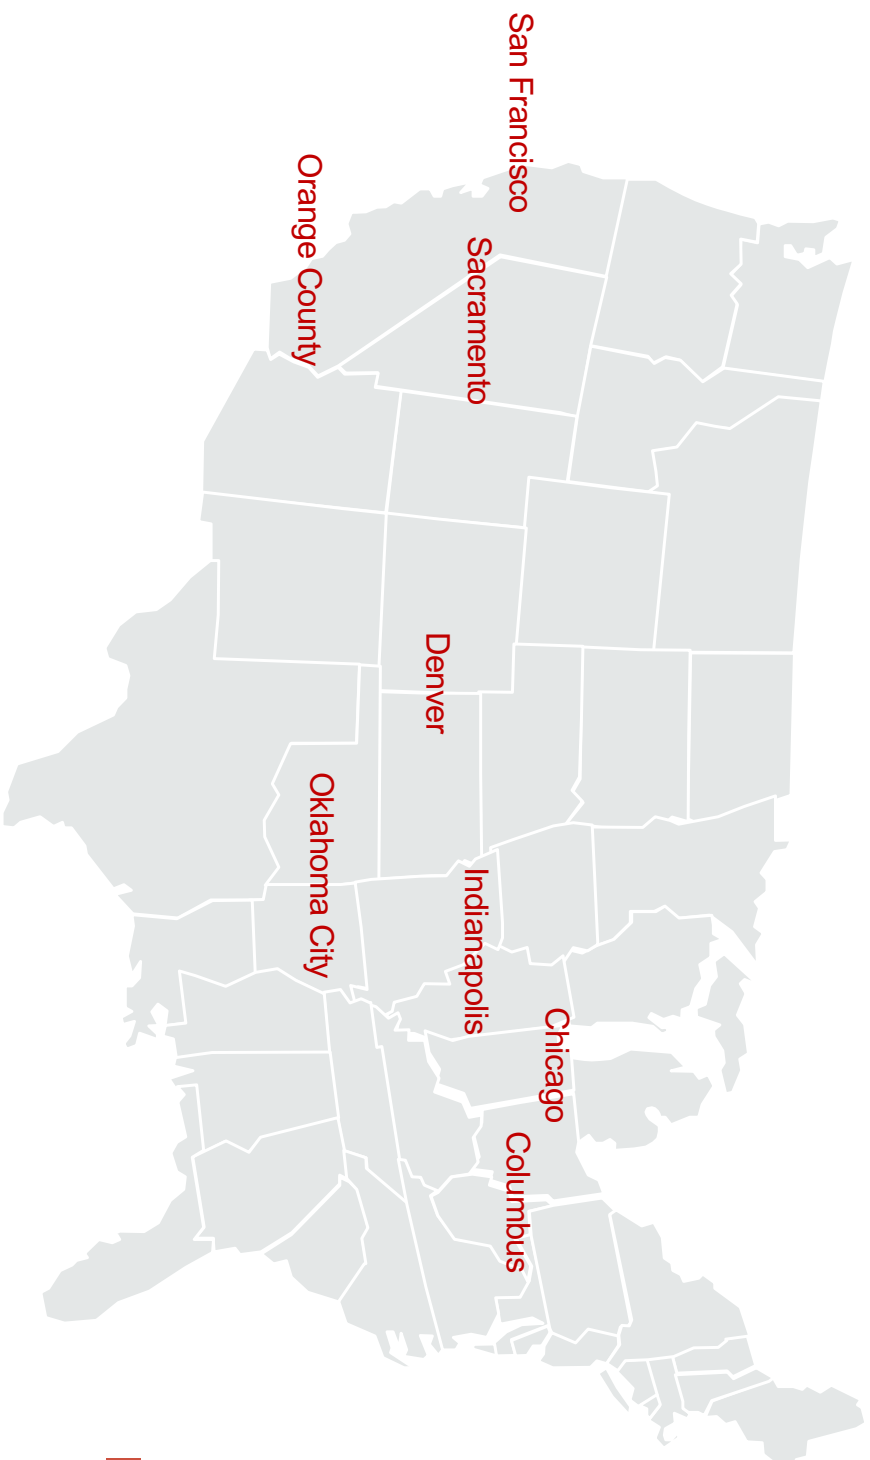 San Francisco
Sacramento
Orange County
Denver
Oklahoma City
Indianapolis
Chicago
Columbus